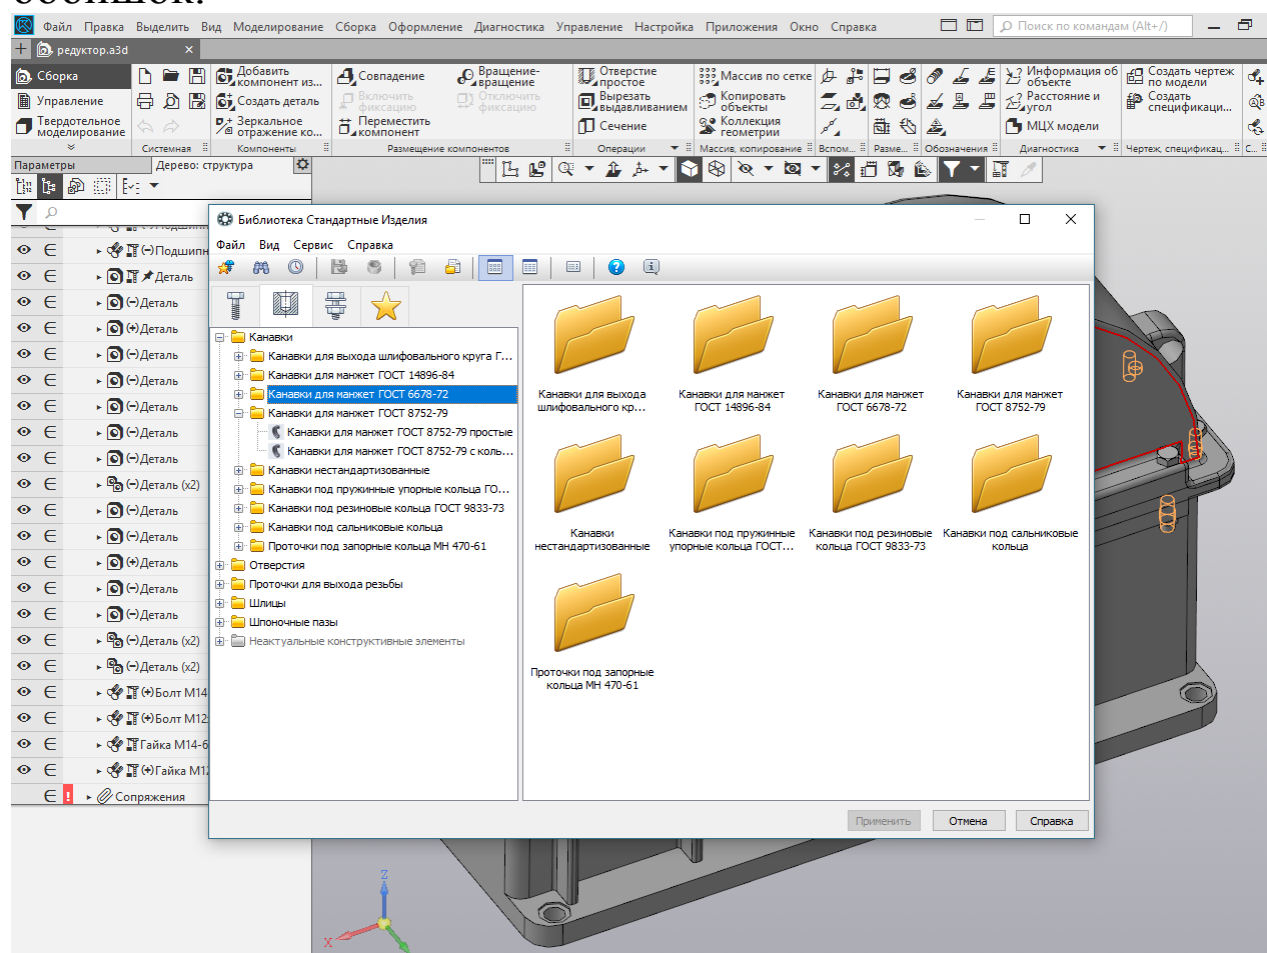 Файл Правка Выделить Вид Моделирование Сборка Оформление Диагностика Управление Настройка Приложения Окно Справка Поиск по командам (Alt+/)
редуктор.a3d ×
Сборка
Управление
Твердотельное моделирование
Системная
Добавить компонент из...
Создать деталь
Зеркальное отражение ко...
Компоненты
Совпадение
Включить фиксацию
Переместить компонент
Вращение-вращение
Отключить фиксацию
Размещение компонентов
Отверстие простое
Вырезать выдавливанием
Сечение
Операции
Массив по сетке
Копировать объекты
Коллекция геометрии
Массив, копирование
Вспом...
Разме...
Обозначения
Информация об объекте
Расстояние и угол
МЦХ модели
Диагностика
Создать чертеж по модели
Создать спецификаци...
Чертеж, спецификац...
С...
Параметры
Дерево: структура
(-)Подшипн
Деталь
(-)Деталь
(+)Деталь
(-)Деталь
(-)Деталь
(-)Деталь
(-)Деталь
(-)Деталь
(-)Деталь (x2)
(-)Деталь
(-)Деталь
(+)Деталь
(-)Деталь
(-)Деталь
(-)Деталь (x2)
(-)Деталь (x2)
(+)Болт М14
(+)Болт М12
Гайка М14-6
(+)Гайка М12
Сопряжения
Библиотека Стандартные Изделия
Файл Вид Сервис Справка
Канавки
Канавки для выхода шлифовального круга Г...
Канавки для манжет ГОСТ 14896-84
Канавки для манжет ГОСТ 6678-72
Канавки для манжет ГОСТ 8752-79
Канавки для манжет ГОСТ 8752-79 простые
Канавки для манжет ГОСТ 8752-79 с коль...
Канавки нестандартизованные
Канавки под пружинные упорные кольца ГО...
Канавки под резиновые кольца ГОСТ 9833-73
Канавки под сальниковые кольца
Проточки под запорные кольца МН 470-61
Отверстия
Проточки для выхода резьбы
Шлицы
Шпоночные пазы
Неактуальные конструктивные элементы
Канавки для выхода шлифовального кр...
Канавки для манжет ГОСТ 14896-84
Канавки для манжет ГОСТ 6678-72
Канавки для манжет ГОСТ 8752-79
Канавки нестандартизованные
Канавки под пружинные упорные кольца ГОСТ...
Канавки под резиновые кольца ГОСТ 9833-73
Канавки под сальниковые кольца
Проточки под запорные кольца МН 470-61
Применить Отмена Справка
Z
X